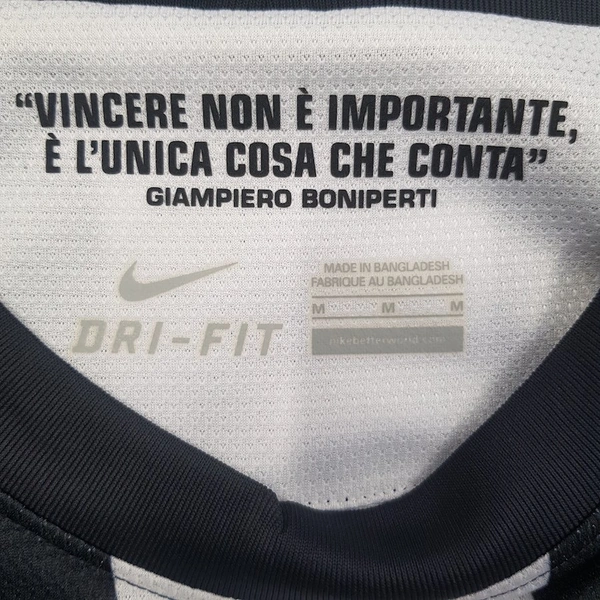 “VINCERE NON È IMPORTANTE,
È L’UNICA COSA CHE CONTA”
GIAMPIERO BONIPERTI
DRI-FIT
MADE IN BANGLADESH
FABRIQUE AU BANGLADESH
M M M
nikebetterworld.com